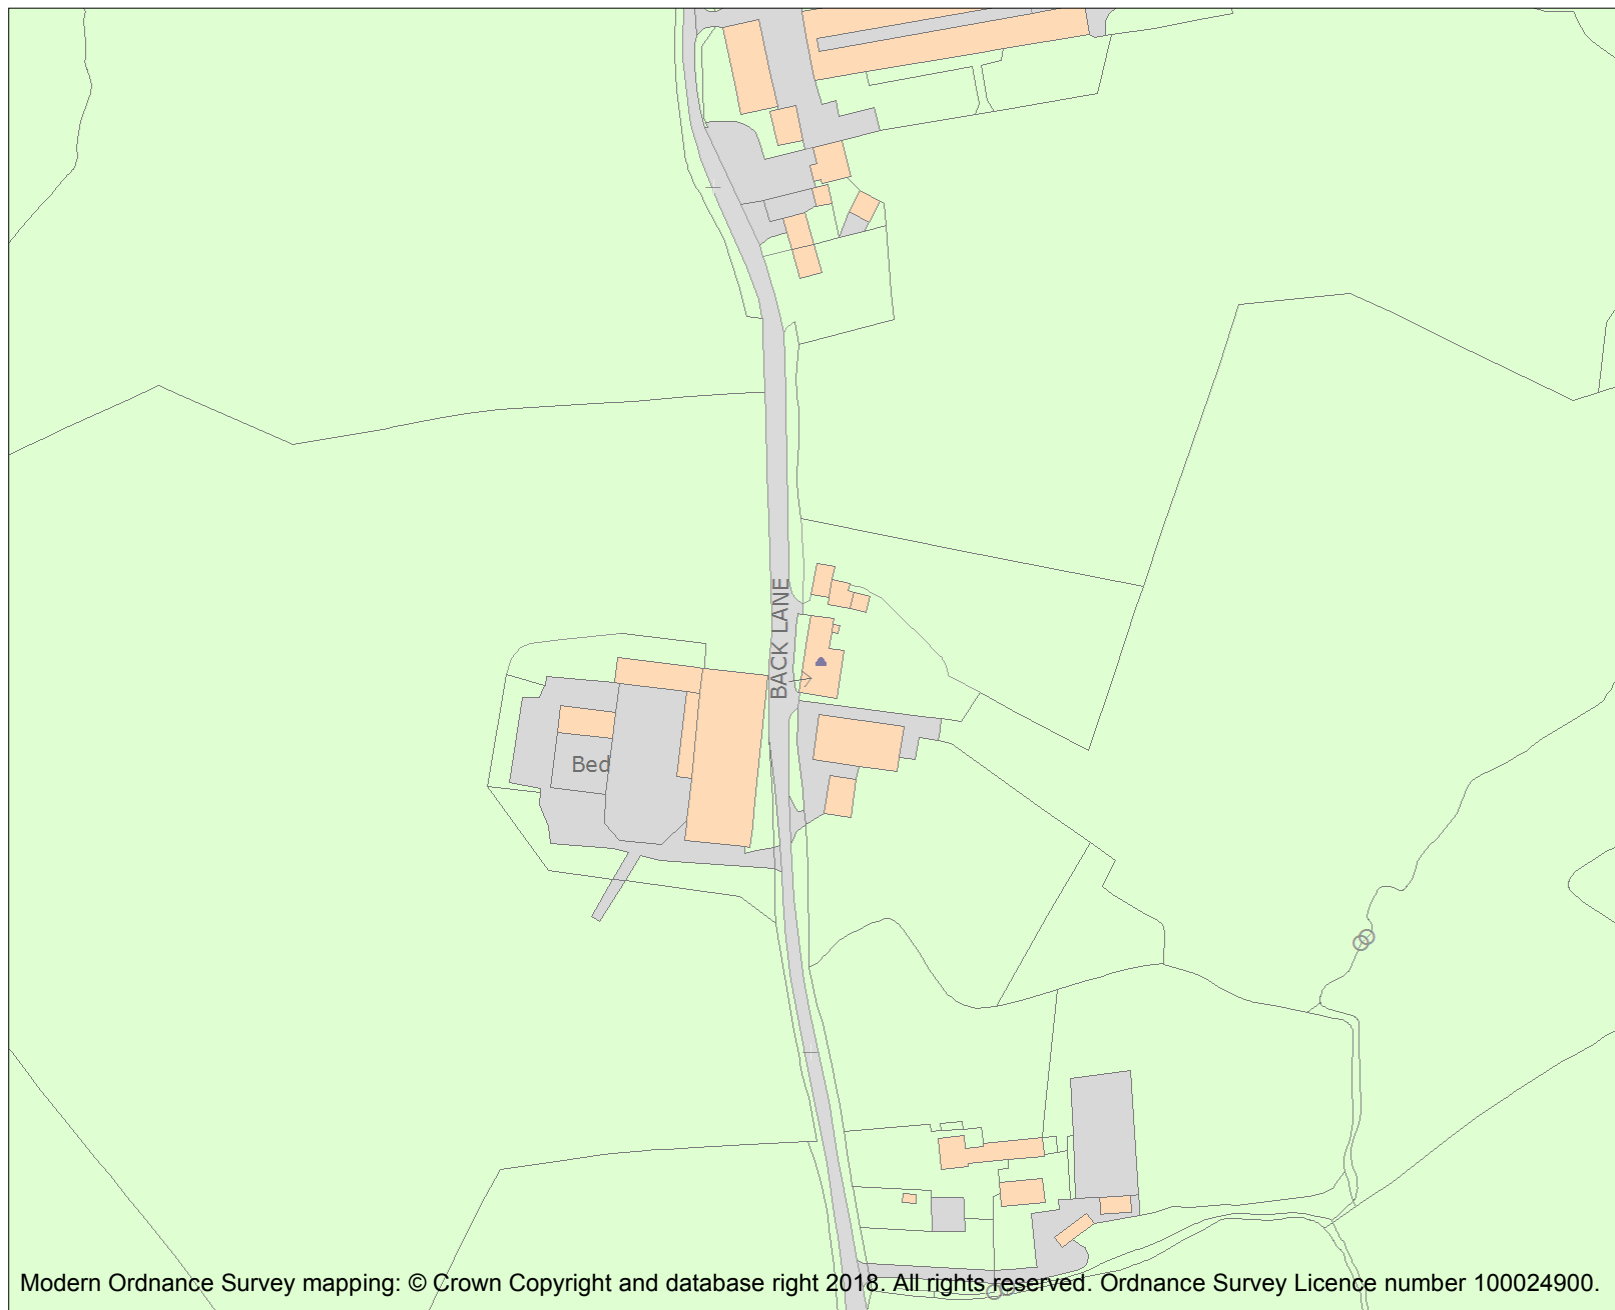 BACK LANE
Bed
Modern Ordnance Survey mapping: © Crown Copyright and database right 2018. All rights reserved. Ordnance Survey Licence number 100024900.